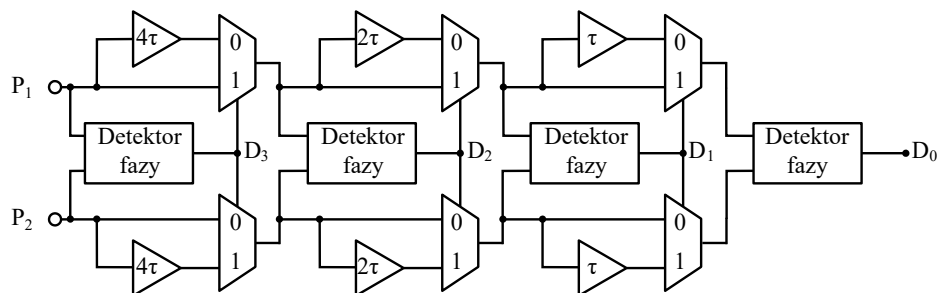 4τ
0
1
2τ
0
1
τ
0
1
P1
Detektor
fazy
D3
Detektor
fazy
D2
Detektor
fazy
D1
Detektor
fazy
D0
P2
0
1
4τ
0
1
2τ
0
1
τ